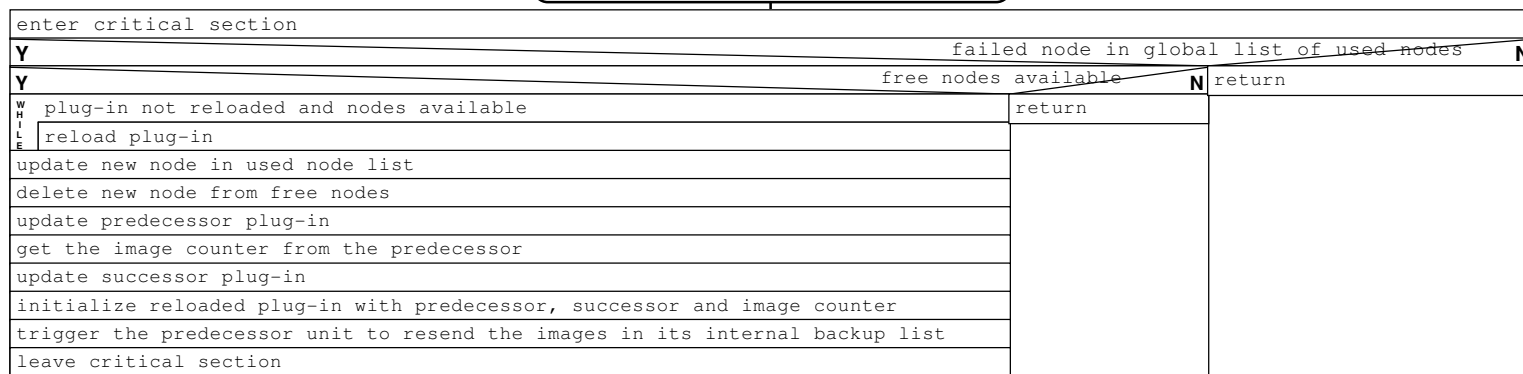 enter critical section
Y failed node in global list of used nodes N
Y free nodes available N return
WHILE plug-in not reloaded and nodes available return
reload plug-in
update new node in used node list
delete new node from free nodes
update predecessor plug-in
get the image counter from the predecessor
update successor plug-in
initialize reloaded plug-in with predecessor, successor and image counter
trigger the predecessor unit to resend the images in its internal backup list
leave critical section